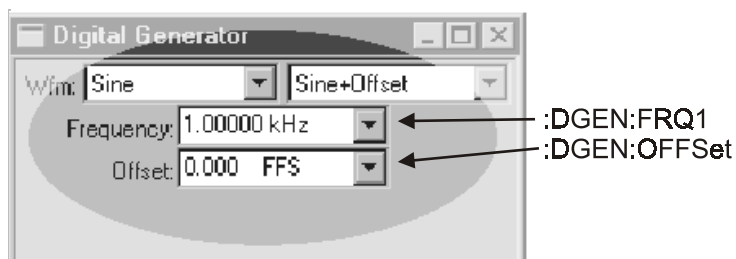 Digital Generator
Wfm: Sine Sine+Offset
Frequency: 1.00000 kHz :DGEN:FRQ1
Offset: 0.000 FFS :DGEN:OFFSet